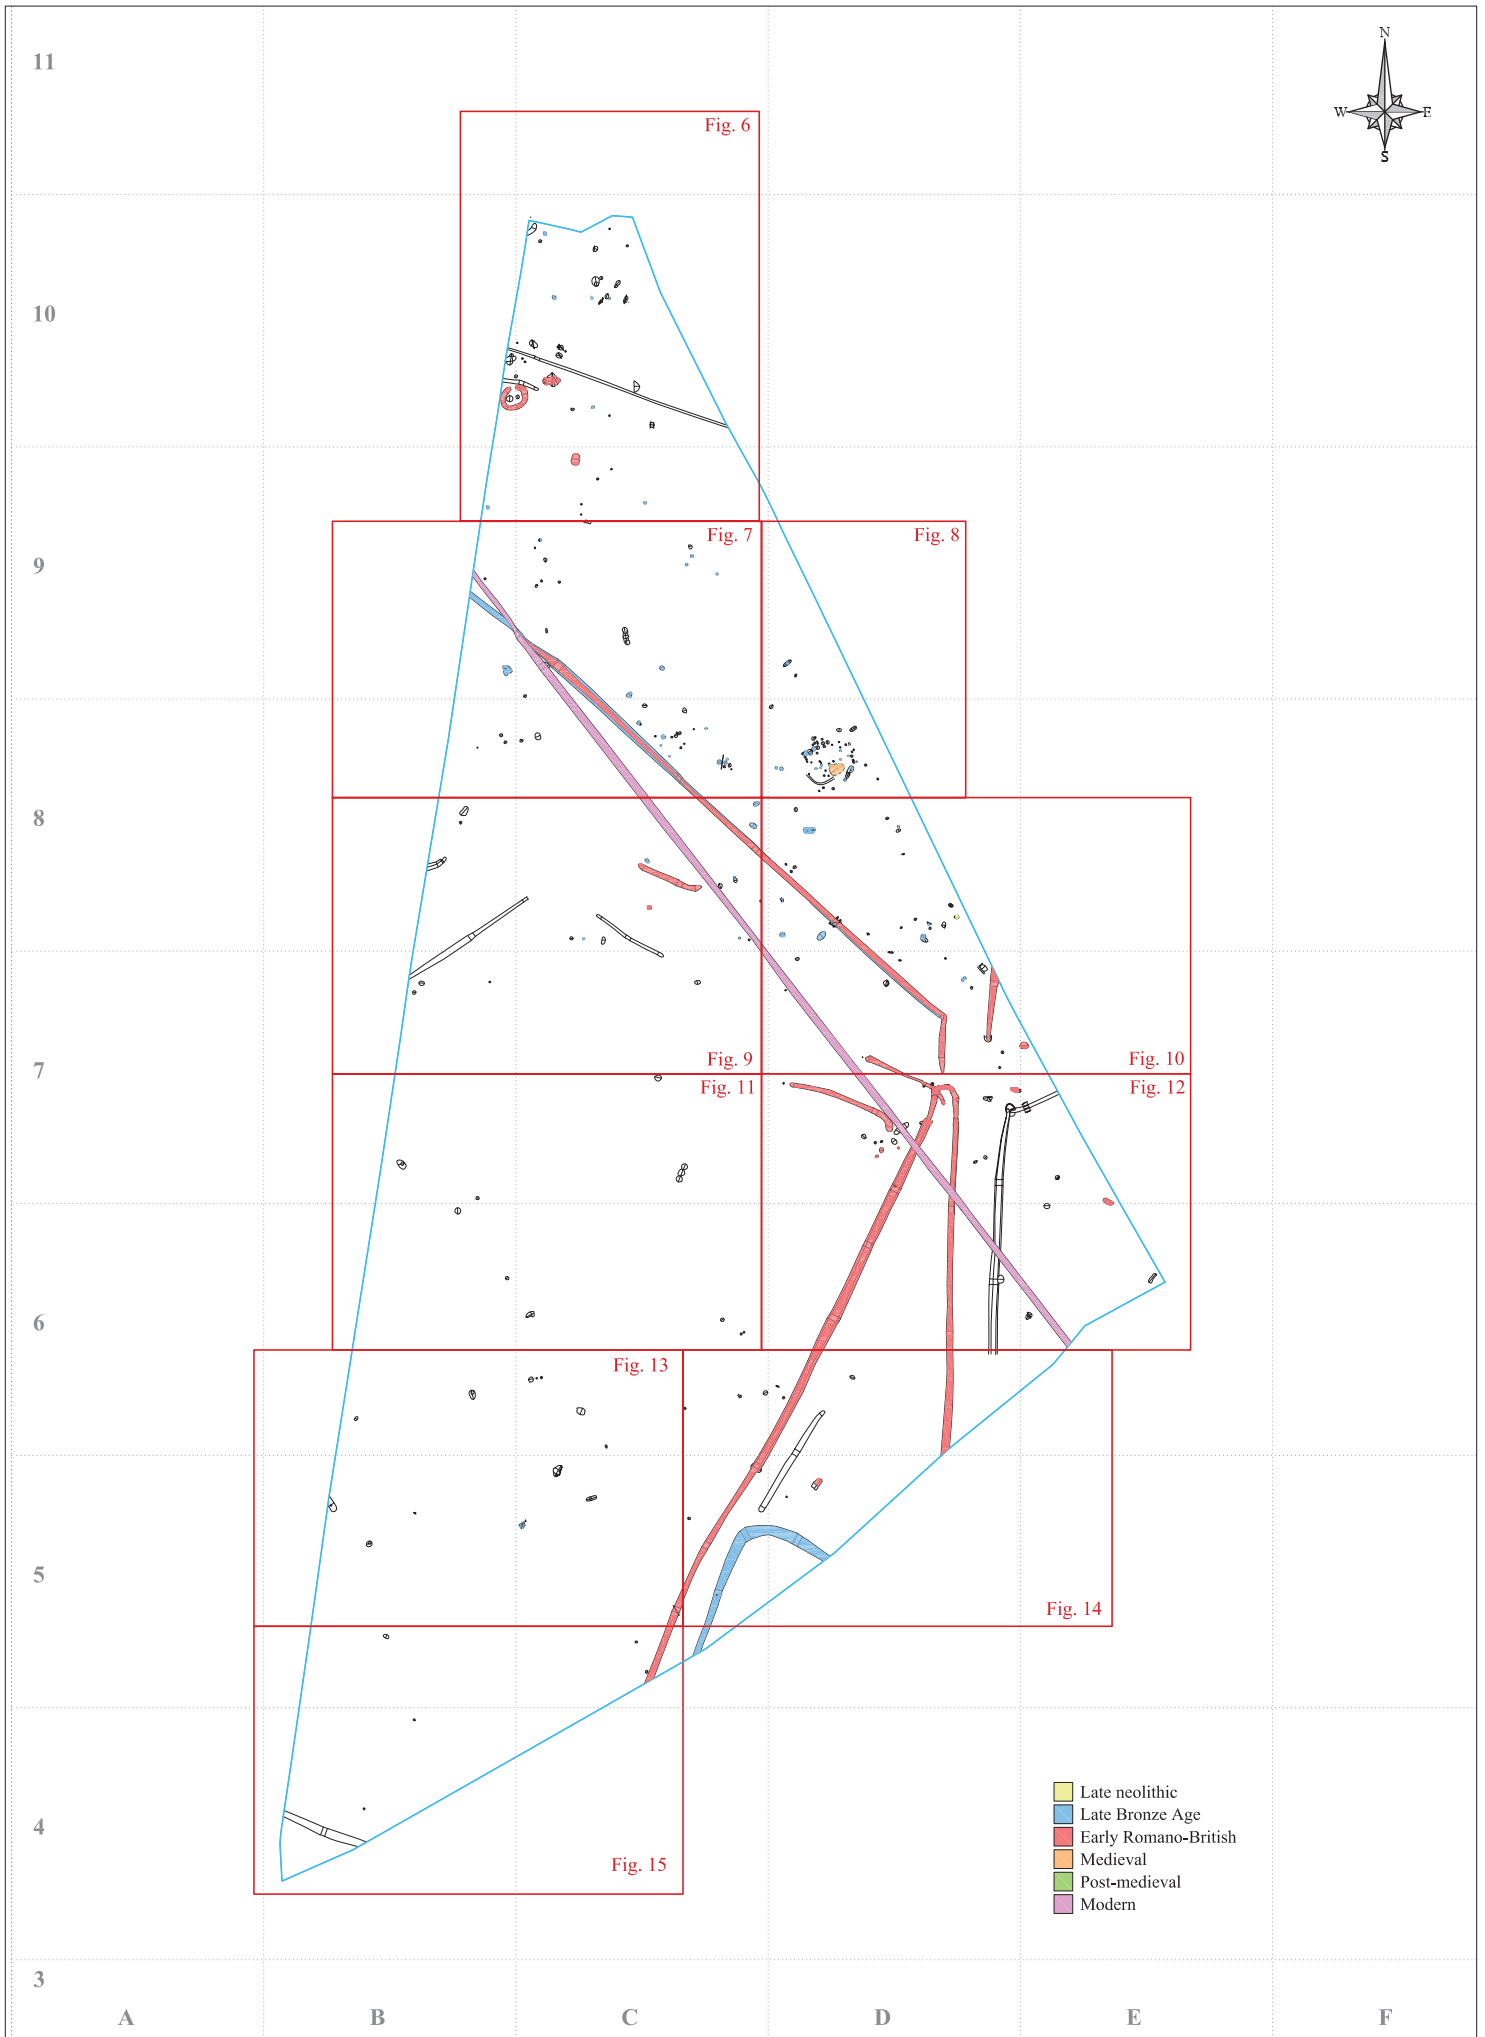 N
11
W E
Fig. 6
S
10
Fig. 7
Fig. 8
9
8
Fig. 9
Fig. 10
7
Fig. 11
Fig. 12
6
Fig. 13
5
Fig. 14
Late neolithic
Late Bronze Age
4
Early Romano-British
Medieval
Fig. 15
Post-medieval
Modern
3
A B C D E F